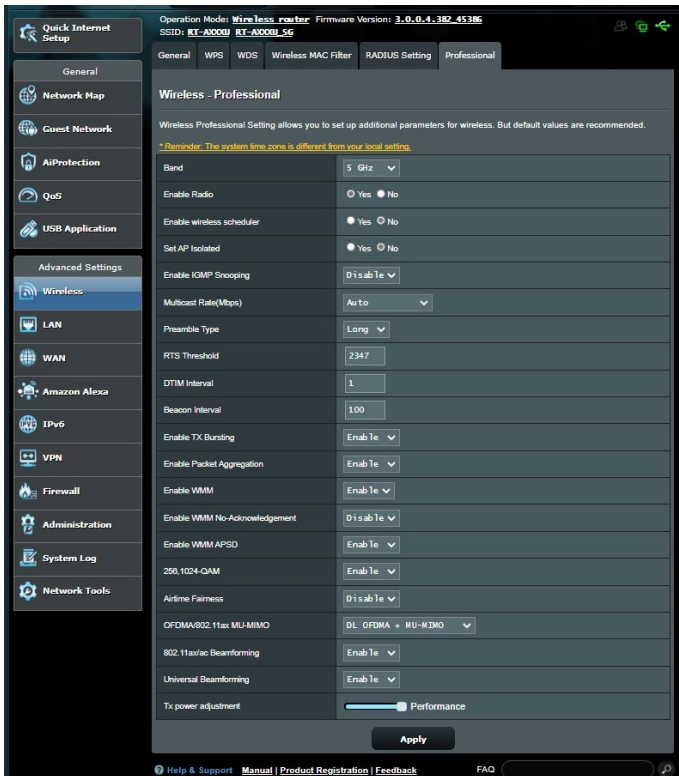 Operation Mode: Wireless router Firmware Version: 3.0.0.4.382_45386
SSID: RT-AXXXU RT-AXXXU_5G
Quick Internet
Setup
General
Network Map
Guest Network
AiProtection
QoS
USB Application
Advanced Settings
Wireless
LAN
WAN
Amazon Alexa
IPv6
VPN
Firewall
Administration
System Log
Network Tools
General WPS WDS Wireless MAC Filter RADIUS Setting Professional
Wireless - Professional
Wireless Professional Setting allows you to set up additional parameters for wireless. But default values are recommended.
* Reminder: The system time zone is different from your local setting.
Band 5 GHz
Enable Radio Yes No
Enable wireless scheduler Yes No
Set AP Isolated Yes No
Enable IGMP Snooping Disable
Multicast Rate(Mbps) Auto
Preamble Type Long
RTS Threshold 2347
DTIM Interval 1
Beacon Interval 100
Enable TX Bursting Enable
Enable Packet Aggregation Enable
Enable WMM Enable
Enable WMM No-Acknowledgement Disable
Enable WMM APSD Enable
256,1024-QAM Enable
Airtime Fairness Disable
OFDMA/802.11ax MU-MIMO DL OFDMA + MU-MIMO
802.11ax/ac Beamforming Enable
Universal Beamforming Enable
Tx power adjustment Performance
Apply
Help & Support Manual | Product Registration | Feedback FAQ